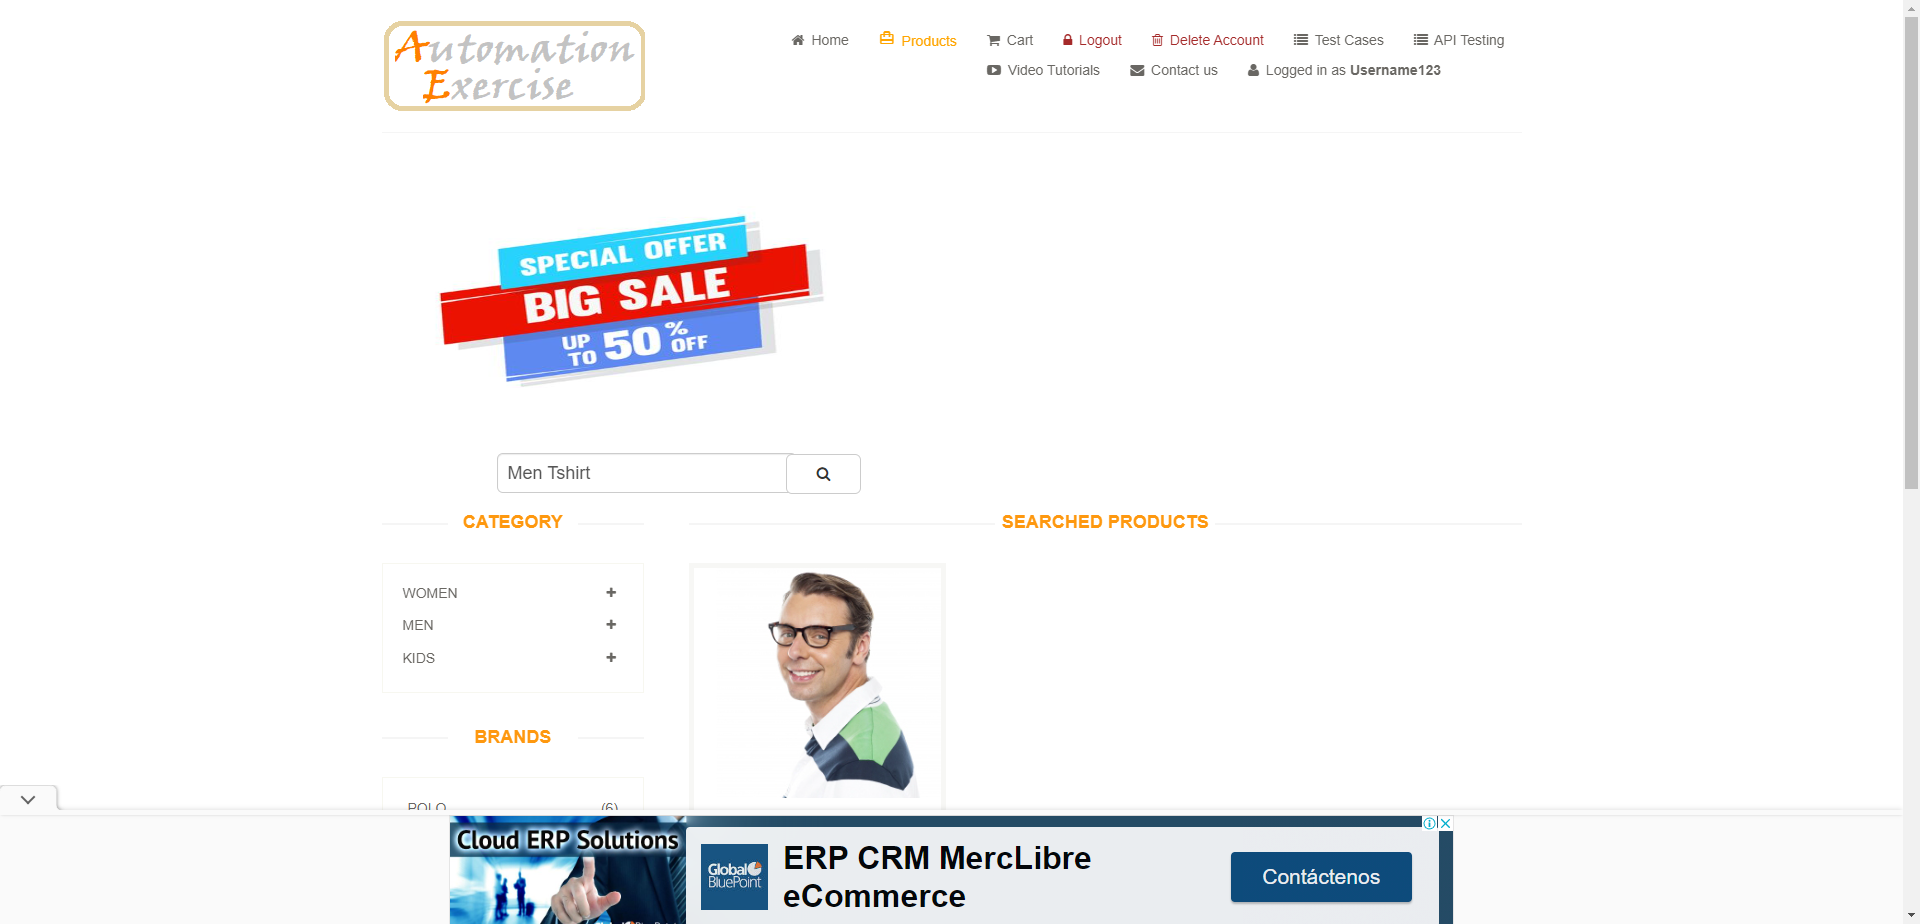 Automation
Exercise
Home
Products
Cart
Logout
Delete Account
Test Cases
API Testing
Video Tutorials
Contact us
Logged in as Username123
SPECIAL OFFER
BIG SALE
UP TO 50% OFF
Men Tshirt
CATEGORY
WOMEN
MEN
KIDS
BRANDS
POLO (6)
SEARCHED PRODUCTS
Cloud ERP Solutions
Global
BluePoint
ERP CRM MercLibre
eCommerce
Contáctenos